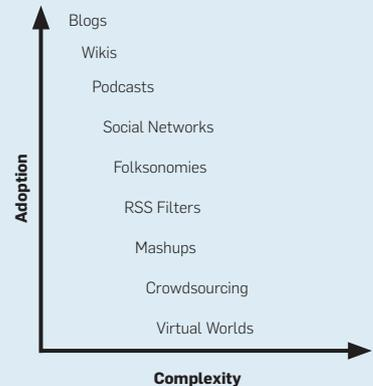 Blogs
Wikis
Podcasts
Social Networks
Folksonomies
RSS Filters
Mashups
Crowdsourcing
Virtual Worlds
Adoption
Complexity